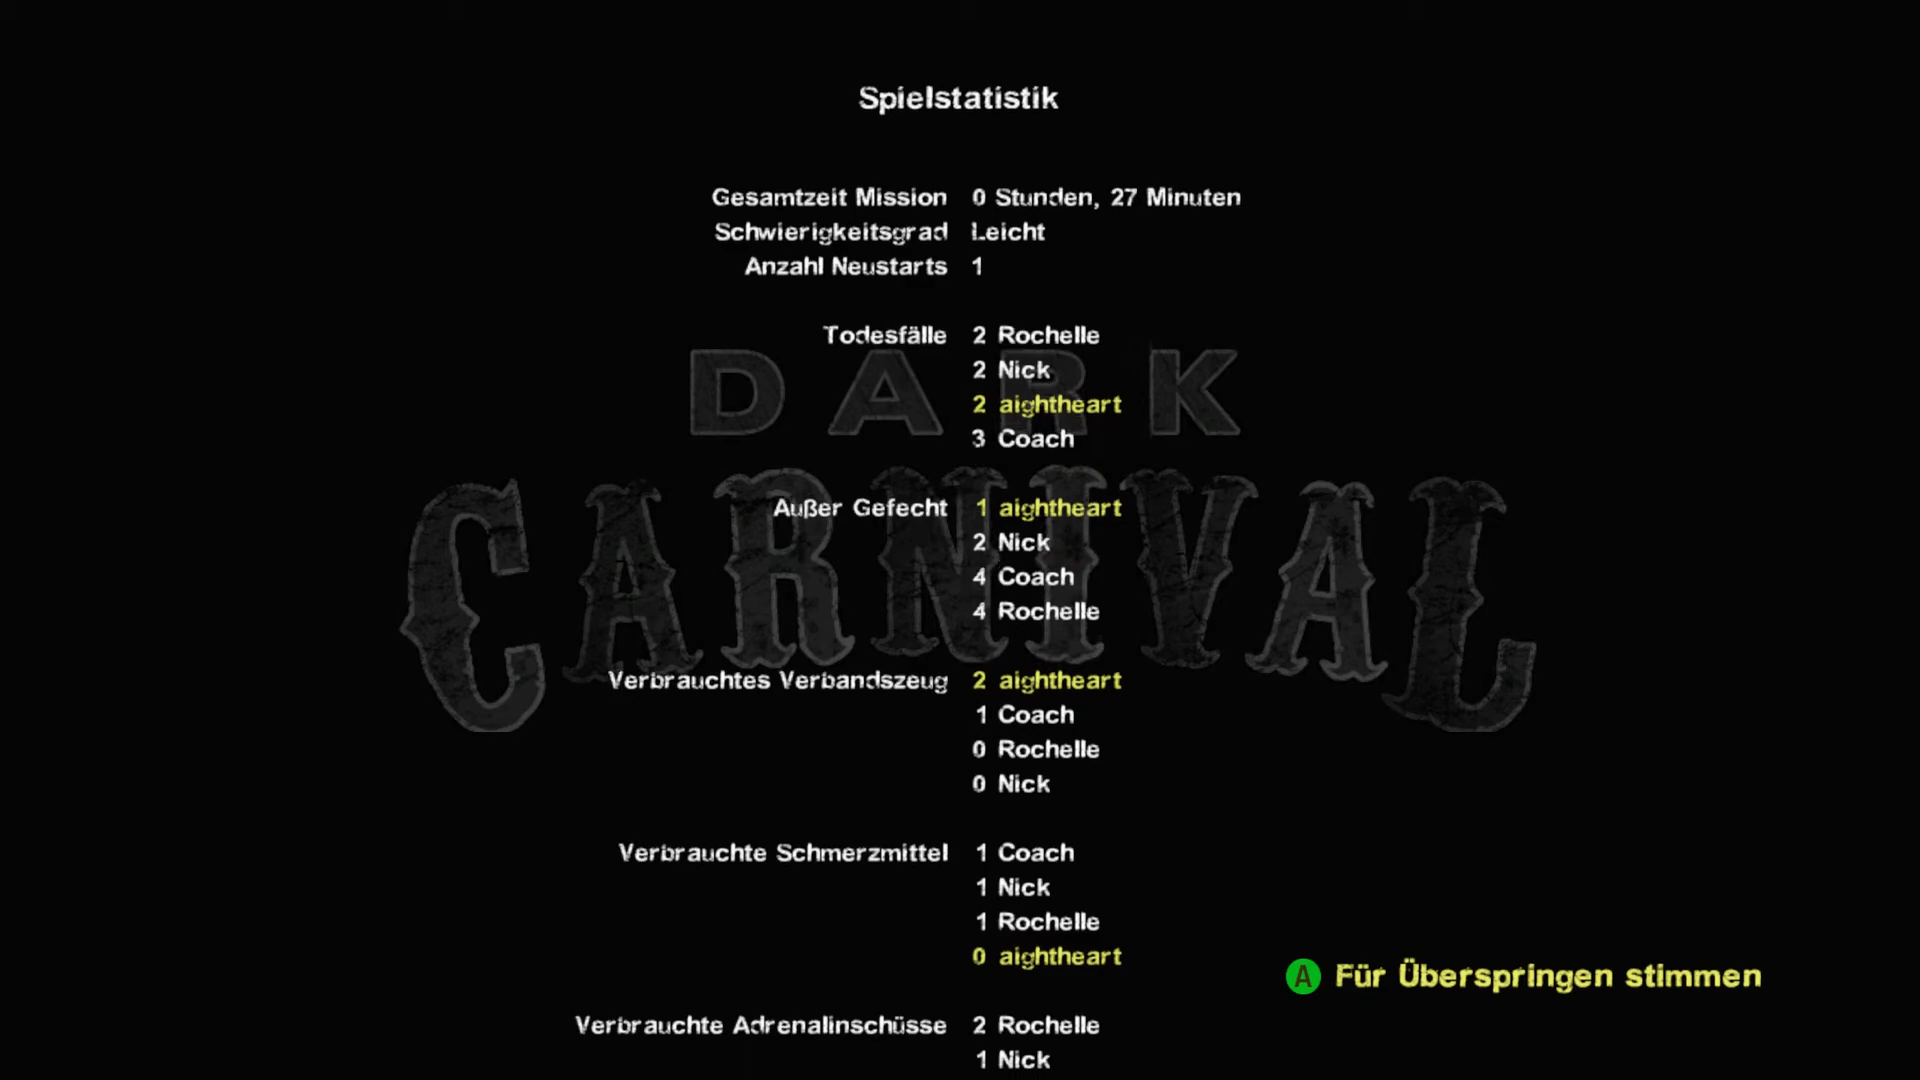 Spielstatistik
Gesamtzeit Mission 0 Stunden, 27 Minuten
Schwierigkeitsgrad Leicht
Anzahl Neustarts 1
Todesfälle 2 Rochelle
2 Nick
2 aightheart
3 Coach
DARK
CARNIVAL
Außer Gefecht 1 aightheart
2 Nick
4 Coach
4 Rochelle
Verbrauchtes Verbandszeug 2 aightheart
1 Coach
0 Rochelle
0 Nick
Verbrauchte Schmerzmittel 1 Coach
1 Nick
1 Rochelle
0 aightheart
A Für Überspringen stimmen
Verbrauchte Adrenalinschüsse 2 Rochelle
1 Nick